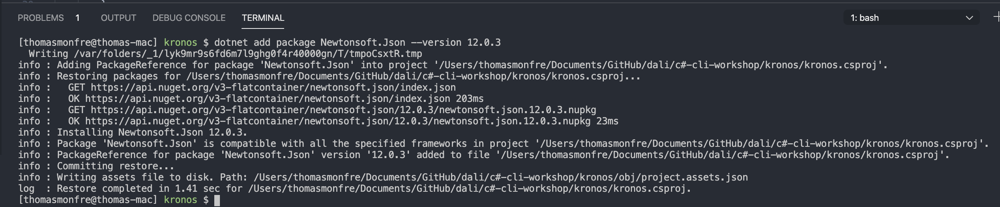 PROBLEMS 1 OUTPUT DEBUG CONSOLE TERMINAL 1: bash
[thomasmonfre@thomas-mac] kronos $ dotnet add package Newtonsoft.Json --version 12.0.3
  Writing /var/folders/_1/lyk9mr9s6fd6m7l9ghg0f4r40000gn/T/tmpoCsxtR.tmp
info : Adding PackageReference for package 'Newtonsoft.Json' into project '/Users/thomasmonfre/Documents/GitHub/dali/c#-cli-workshop/kronos/kronos.csproj'.
info : Restoring packages for /Users/thomasmonfre/Documents/GitHub/dali/c#-cli-workshop/kronos/kronos.csproj...
info :   GET https://api.nuget.org/v3-flatcontainer/newtonsoft.json/index.json
info :   OK https://api.nuget.org/v3-flatcontainer/newtonsoft.json/index.json 203ms
info :   GET https://api.nuget.org/v3-flatcontainer/newtonsoft.json/12.0.3/newtonsoft.json.12.0.3.nupkg
info :   OK https://api.nuget.org/v3-flatcontainer/newtonsoft.json/12.0.3/newtonsoft.json.12.0.3.nupkg 23ms
info : Installing Newtonsoft.Json 12.0.3.
info : Package 'Newtonsoft.Json' is compatible with all the specified frameworks in project '/Users/thomasmonfre/Documents/GitHub/dali/c#-cli-workshop/kronos/kronos.csproj'.
info : PackageReference for package 'Newtonsoft.Json' version '12.0.3' added to file '/Users/thomasmonfre/Documents/GitHub/dali/c#-cli-workshop/kronos/kronos.csproj'.
info : Committing restore...
info : Writing assets file to disk. Path: /Users/thomasmonfre/Documents/GitHub/dali/c#-cli-workshop/kronos/obj/project.assets.json
log  : Restore completed in 1.41 sec for /Users/thomasmonfre/Documents/GitHub/dali/c#-cli-workshop/kronos/kronos.csproj.
[thomasmonfre@thomas-mac] kronos $